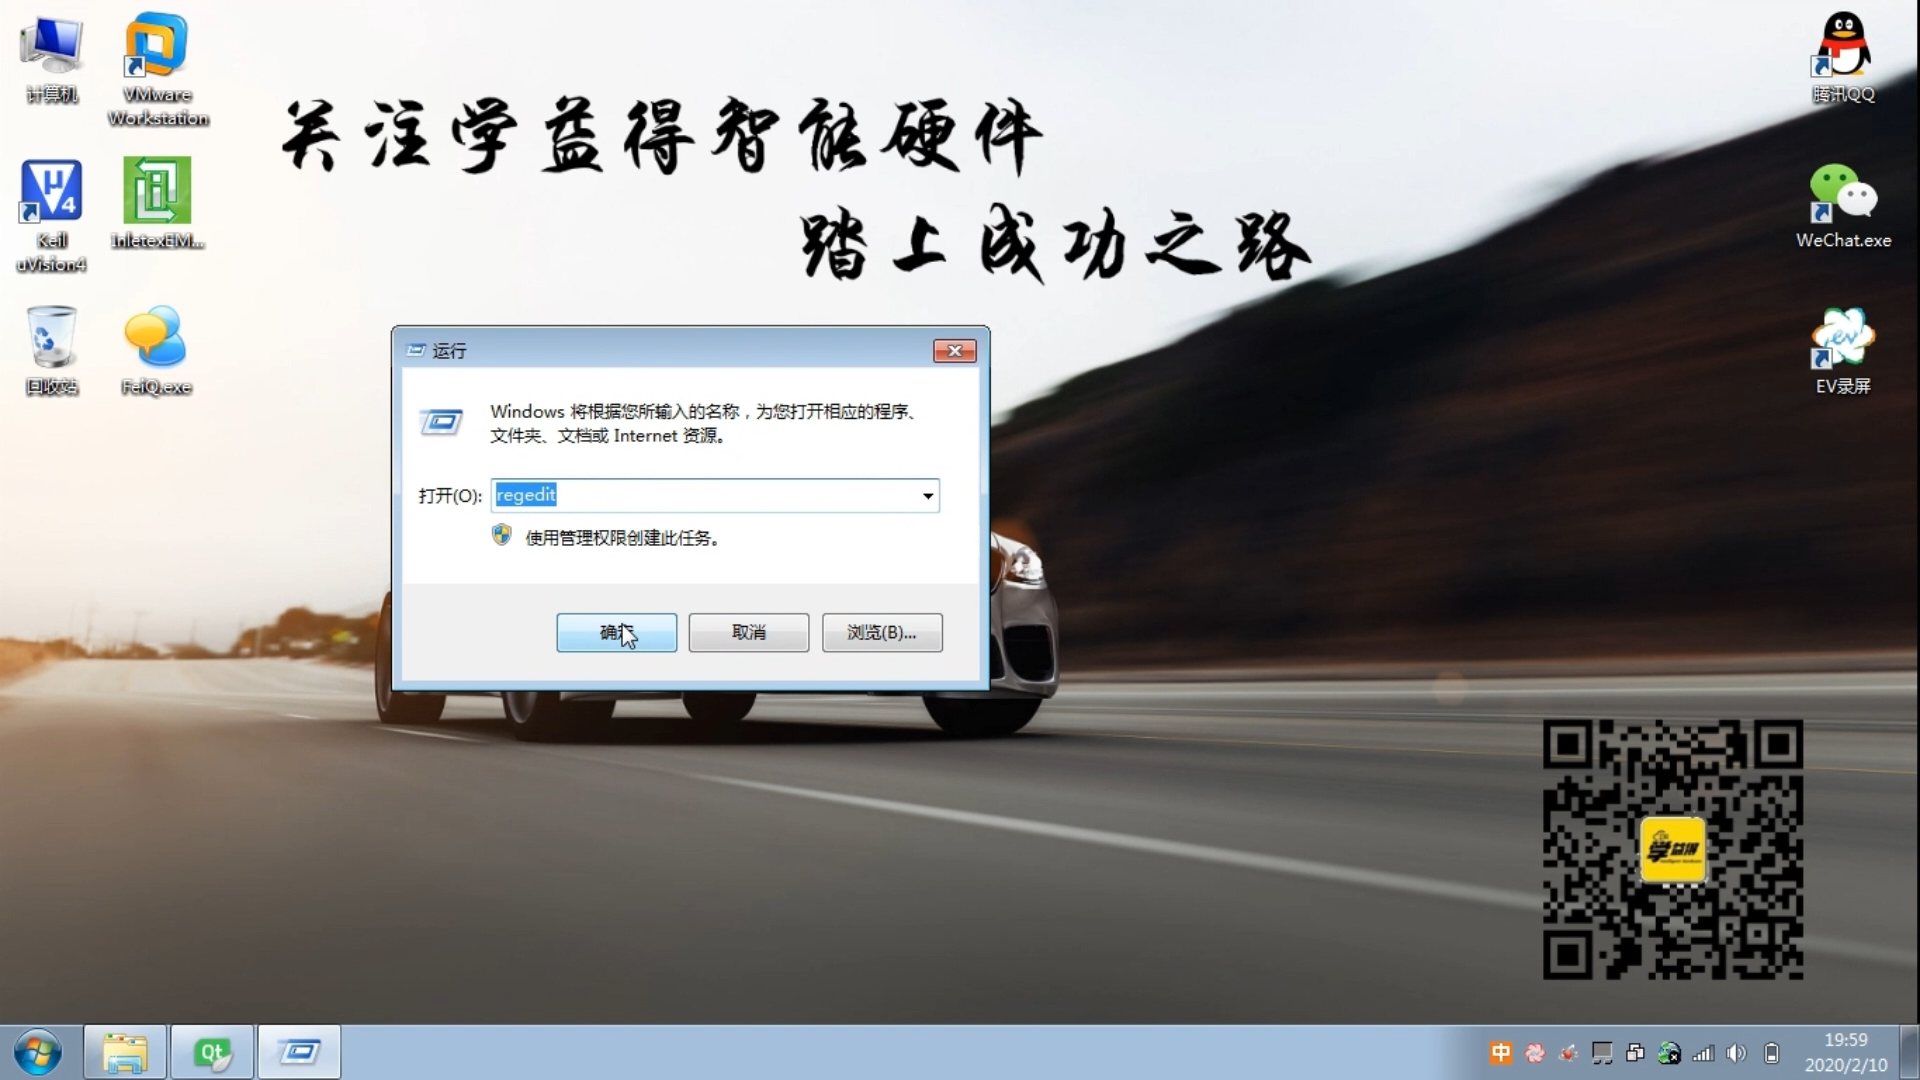 关注学益得智能硬件
踏上成功之路
计算机
VMware
Workstation
Keil
uVision4
InletexEM...
回收站
FeiQ.exe
腾讯QQ
WeChat.exe
EV录屏
运行
Windows 将根据您所输入的名称，为您打开相应的程序、
文件夹、文档或 Internet 资源。
打开(O):
regedit
使用管理权限创建此任务。
确定
取消
浏览(B)...
学益得
Qt
中
19:59
2020/2/10